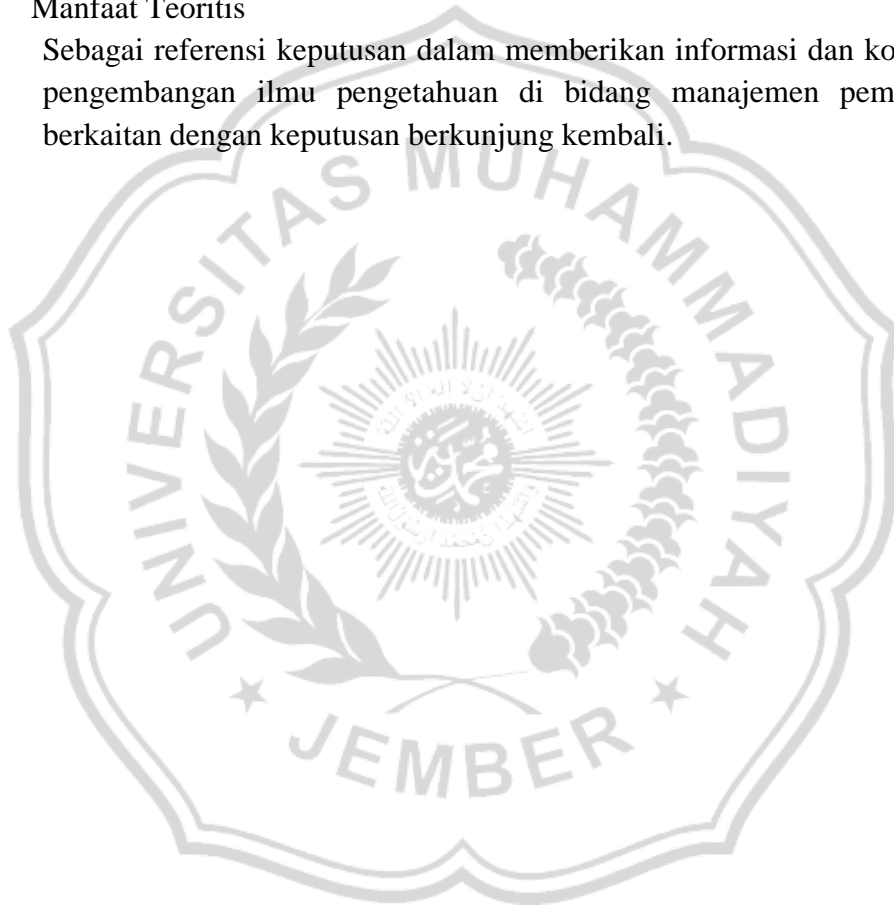 Manfaat Teoritis
Sebagai referensi keputusan dalam memberikan informasi dan ko
pengembangan ilmu pengetahuan di bidang manajemen pem
berkaitan dengan keputusan berkunjung kembali.
UNIVERSITAS MUHAMMADIYAH
JEMBER